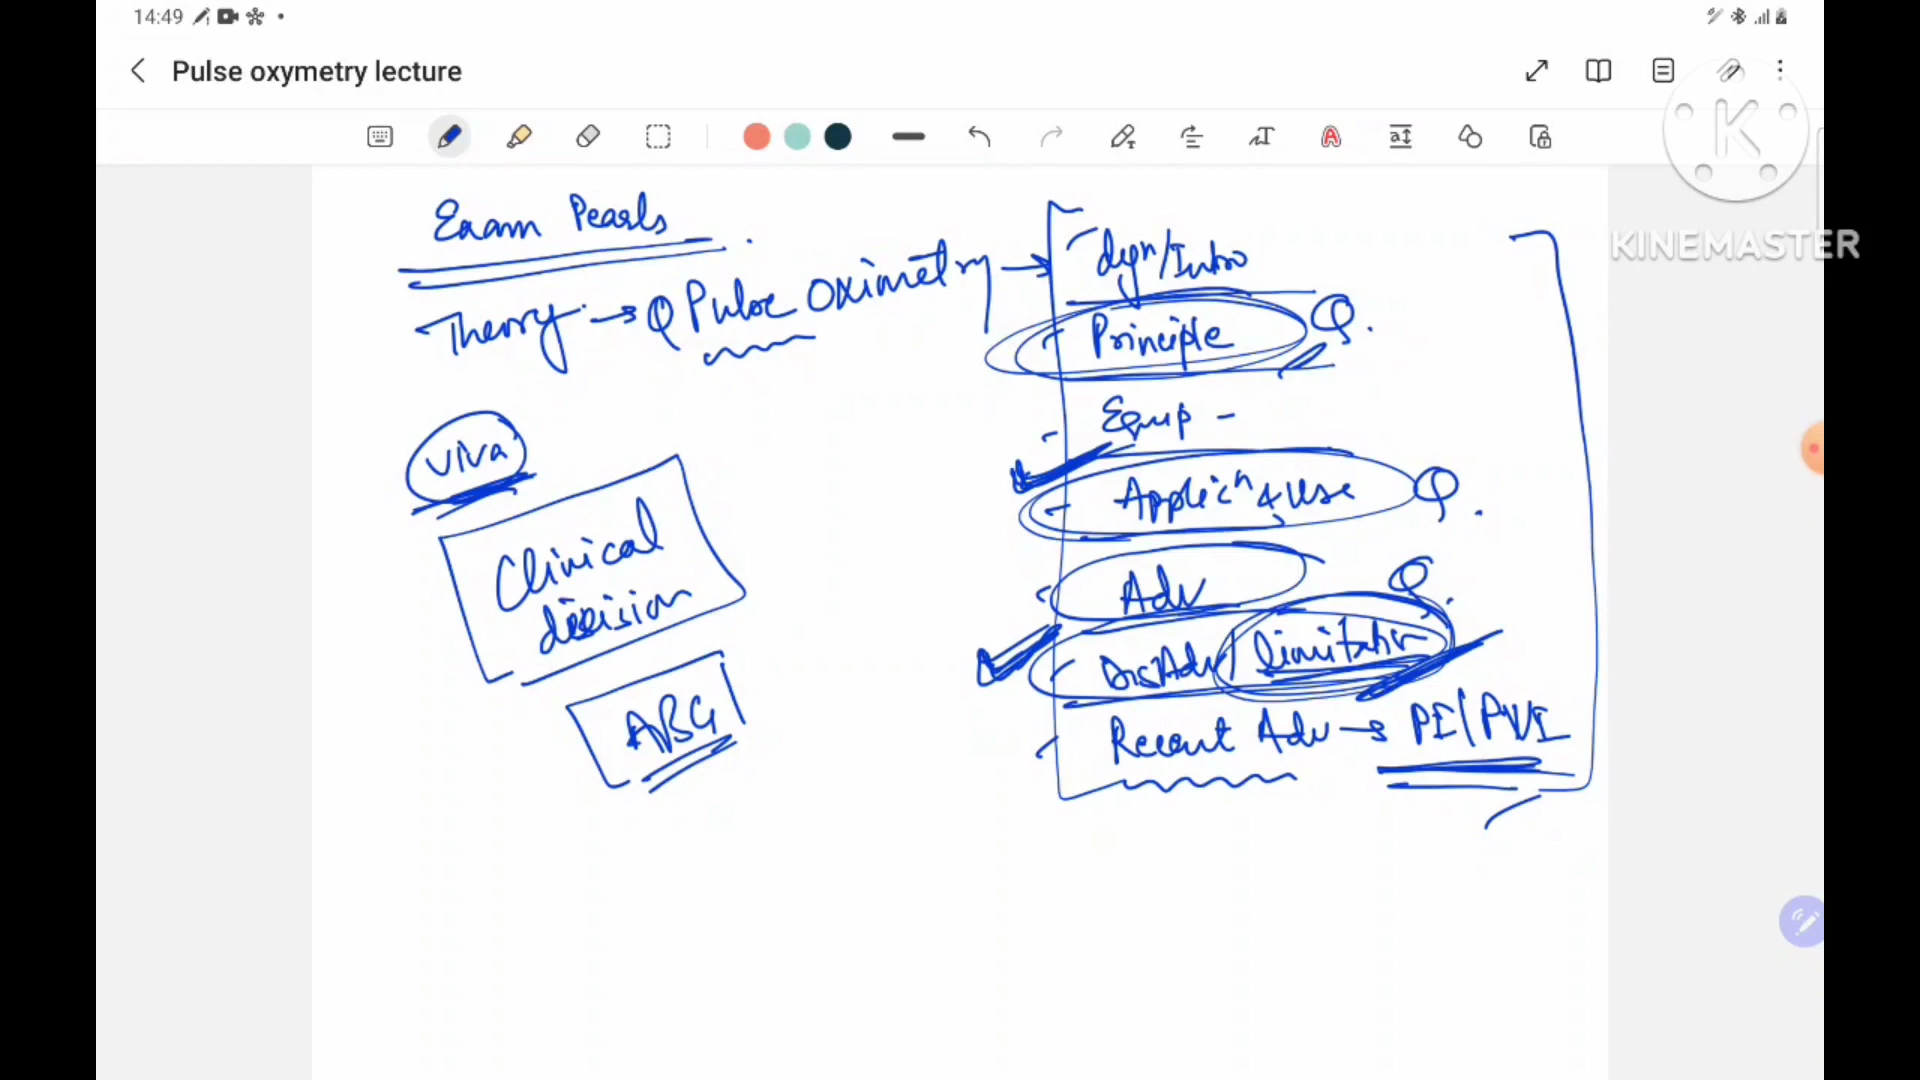 14:49
Pulse oxymetry lecture
KINEMASTER
Exam Pearls
Theory → Q Pulse Oximetry →
defn/Intro
Principle Q.
Equip -
Applicn & Use Q.
Adv
DisAdv/limitation Q.
Recent Adv → PI/PVI
Viva
Clinical
decision
ABG